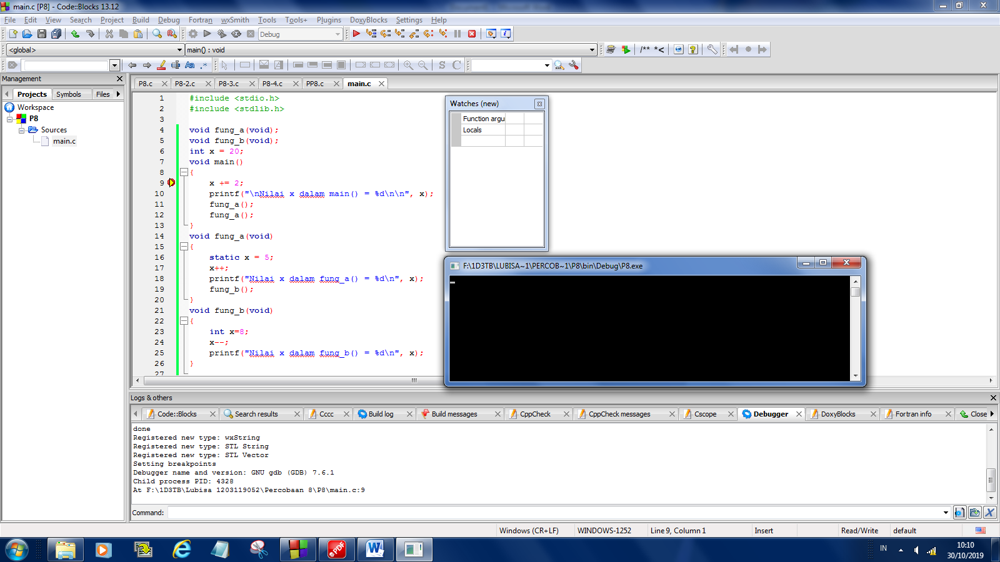 main.c [P8] - Code::Blocks 13.12
File Edit View Search Project Build Debug Fortran wxSmith Tools Tools+ Plugins DoxyBlocks Settings Help
Debug
<global> main() : void /** *<
Aa .* S C
Management
Projects Symbols Files
Workspace
P8
Sources
main.c
P8.c P8-2.c P8-3.c P8-4.c PP8.c main.c
1 #include <stdio.h>
2 #include <stdlib.h>
3
4 void fung_a(void);
5 void fung_b(void);
6 int x = 20;
7 void main()
8 {
9 x += 2;
10 printf("\nNilai x dalam main() = %d\n\n", x);
11 fung_a();
12 fung_a();
13 }
14 void fung_a(void)
15 {
16 static x = 5;
17 x++;
18 printf("Nilai x dalam fung_a() = %d\n", x);
19 fung_b();
20 }
21 void fung_b(void)
22 {
23 int x=8;
24 x--;
25 printf("Nilai x dalam fung_b() = %d\n", x);
26 }
27
Watches (new)
Function argu
Locals
F:\1D3TB\LUBISA~1\PERCOB~1\P8\bin\Debug\P8.exe
Logs & others
Code::Blocks Search results Cccc Build log Build messages CppCheck CppCheck messages Cscope Debugger DoxyBlocks Fortran info Close
done
Registered new type: wxString
Registered new type: STL String
Registered new type: STL Vector
Setting breakpoints
Debugger name and version: GNU gdb (GDB) 7.6.1
Child process PID: 4328
At F:\1D3TB\Lubisa 1203119052\Percobaan 8\P8\main.c:9
Command:
Windows (CR+LF) WINDOWS-1252 Line 9, Column 1 Insert Read/Write default
PDF W IN 10:10
30/10/2019